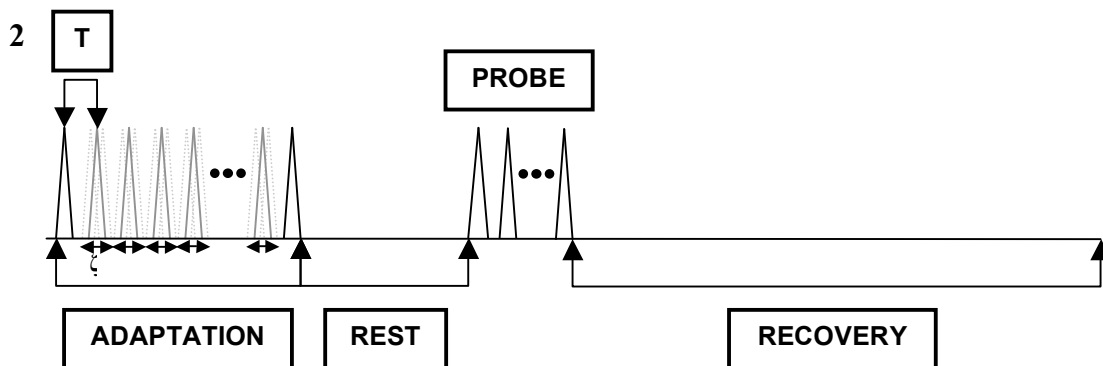 2 T
PROBE
•••
•••
ζ
ADAPTATION REST RECOVERY